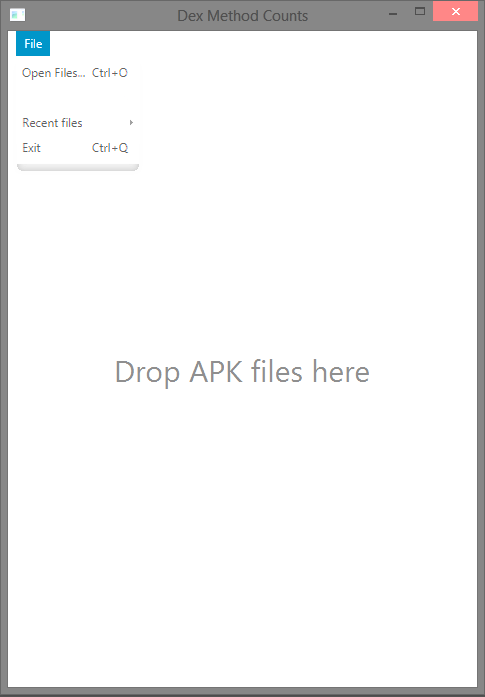 Dex Method Counts
File
Open Files... Ctrl+O
Recent files
Exit Ctrl+Q
Drop APK files here